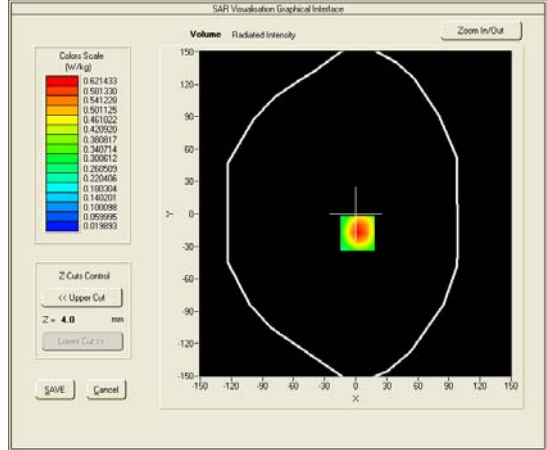 SAR Visualisation Graphical Interface
Volume Radiated Intensity
Zoom In/Out
Colors Scale
(W/kg)
0.621433
0.581330
0.541228
0.501125
0.461022
0.420920
0.380817
0.340714
0.300612
0.260509
0.220406
0.180304
0.140201
0.100098
0.059995
0.019893
Z-Cuts Control
<< Upper Cut
Z = 4.0 mm
Lower Cut >>
SAVE Cancel
150
120
90
60
30
0
-30
-60
-90
-120
-150
Y
-150 -120 -90 -60 -30 0 30 60 90 120 150
X